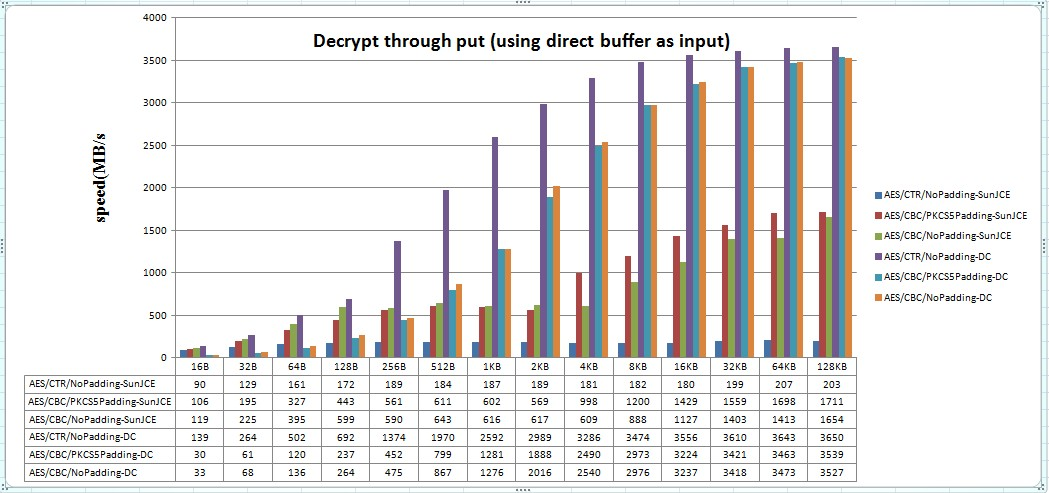 Decrypt through put (using direct buffer as input)
speed(MB/s
4000
3500
3000
2500
2000
1500
1000
500
0
AES/CTR/NoPadding-SunJCE
AES/CBC/PKCS5Padding-SunJCE
AES/CBC/NoPadding-SunJCE
AES/CTR/NoPadding-DC
AES/CBC/PKCS5Padding-DC
AES/CBC/NoPadding-DC
16B 32B 64B 128B 256B 512B 1KB 2KB 4KB 8KB 16KB 32KB 64KB 128KB
AES/CTR/NoPadding-SunJCE 90 129 161 172 189 184 187 189 181 182 180 199 207 203
AES/CBC/PKCS5Padding-SunJCE 106 195 327 443 561 611 602 569 998 1200 1429 1559 1698 1711
AES/CBC/NoPadding-SunJCE 119 225 395 599 590 643 616 617 609 888 1127 1403 1413 1654
AES/CTR/NoPadding-DC 139 264 502 692 1374 1970 2592 2989 3286 3474 3556 3610 3643 3650
AES/CBC/PKCS5Padding-DC 30 61 120 237 452 799 1281 1888 2490 2973 3224 3421 3463 3539
AES/CBC/NoPadding-DC 33 68 136 264 475 867 1276 2016 2540 2976 3237 3418 3473 3527